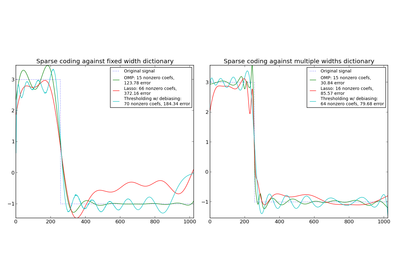 Sparse coding against fixed width dictionary
Original signal
OMP: 15 nonzero coefs,
123.78 error
Lasso: 66 nonzero coefs,
372.16 error
Thresholding w/ debiasing:
70 nonzero coefs, 184.34 error
3
2
1
0
−1
0
200
400
600
800
1000
Sparse coding against multiple widths dictionary
Original signal
OMP: 15 nonzero coefs,
30.84 error
Lasso: 16 nonzero coefs,
85.57 error
Thresholding w/ debiasing:
64 nonzero coefs, 79.68 error
3
2
1
0
−1
0
200
400
600
800
1000